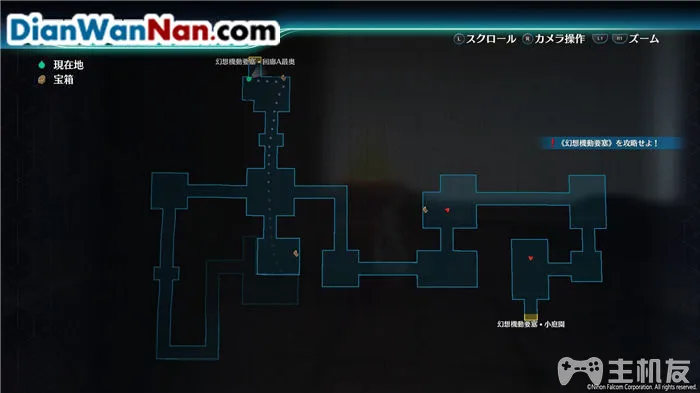 DianWanNan.com
L スクロール R カメラ操作 L1 R1 ズーム
現在地
宝箱
幻想機動要塞・回廊A最奥
《幻想機動要塞》を攻略せよ！
幻想機動要塞・小庭園
主机友
©Nihon Falcom Corporation. All rights reserved.